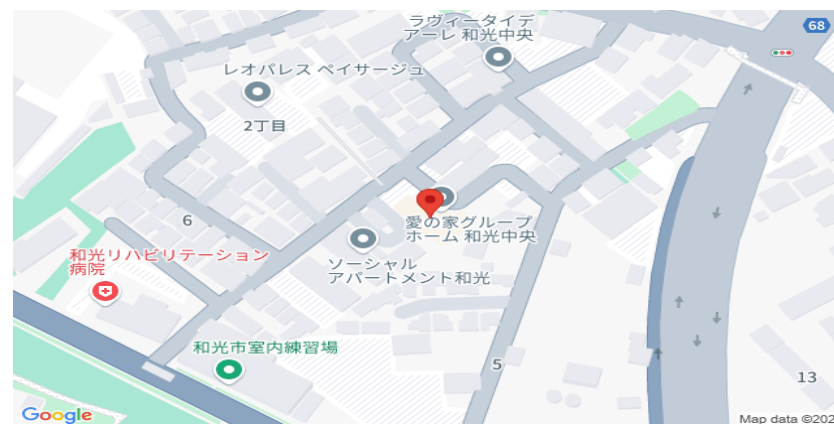 ラヴィータイデ
アーレ 和光中央
68
レオパレス ペイサージュ
2丁目
愛の家グループ
ホーム 和光中央
6
和光リハビリテーション
病院
ソーシャル
アパートメント和光
和光市室内練習場
5
13
Google
Map data ©202